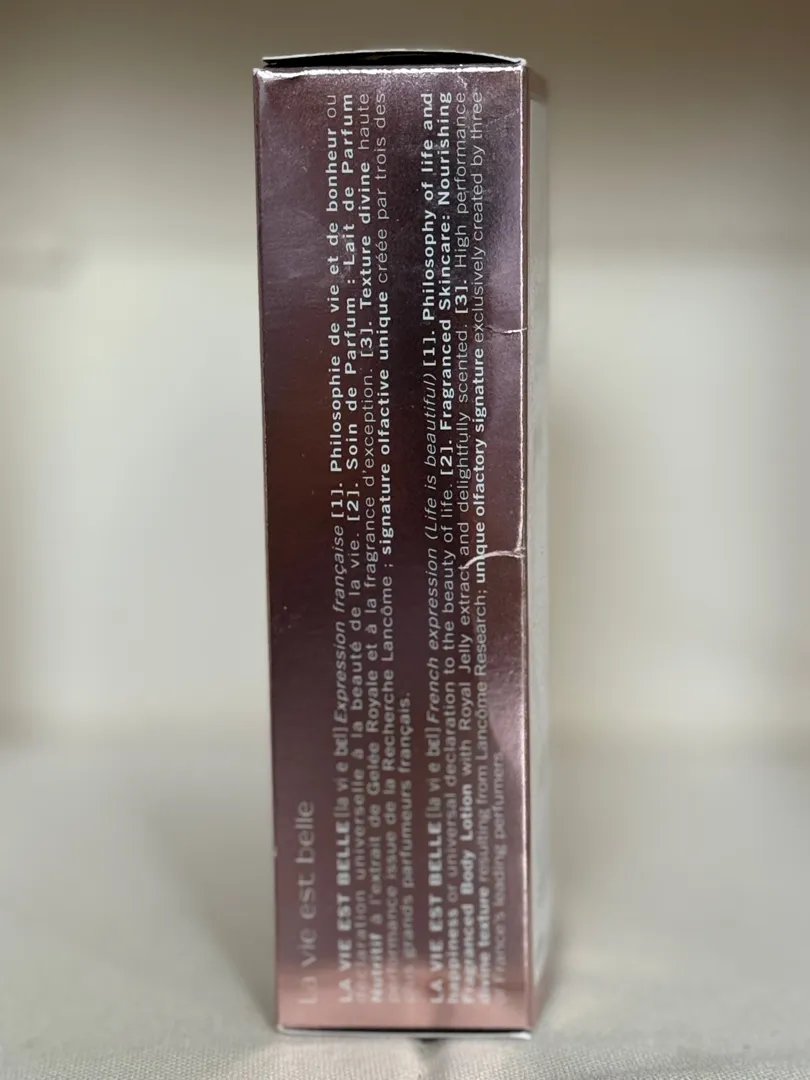 La vie est belle
LA VIE EST BELLE [la vi e bɛl] Expression française [1]. Philosophie de vie et de bonheur ou
déclaration universelle à la beauté de la vie. [2]. Soin de Parfum : Lait de Parfum
Nutritif à l'extrait de Gelée Royale et à la fragrance d'exception. [3]. Texture divine haute
performance issue de la Recherche Lancôme ; signature olfactive unique créée par trois des
plus grands parfumeurs français.
LA VIE EST BELLE [la vi e bɛl] French expression (Life is beautiful) [1]. Philosophy of life and
happiness or universal declaration to the beauty of life. [2]. Fragranced Skincare: Nourishing
Fragranced Body Lotion with Royal Jelly extract and delightfully scented. [3]. High performance
divine texture resulting from Lancôme Research; unique olfactory signature exclusively created by three
of France's leading perfumers.